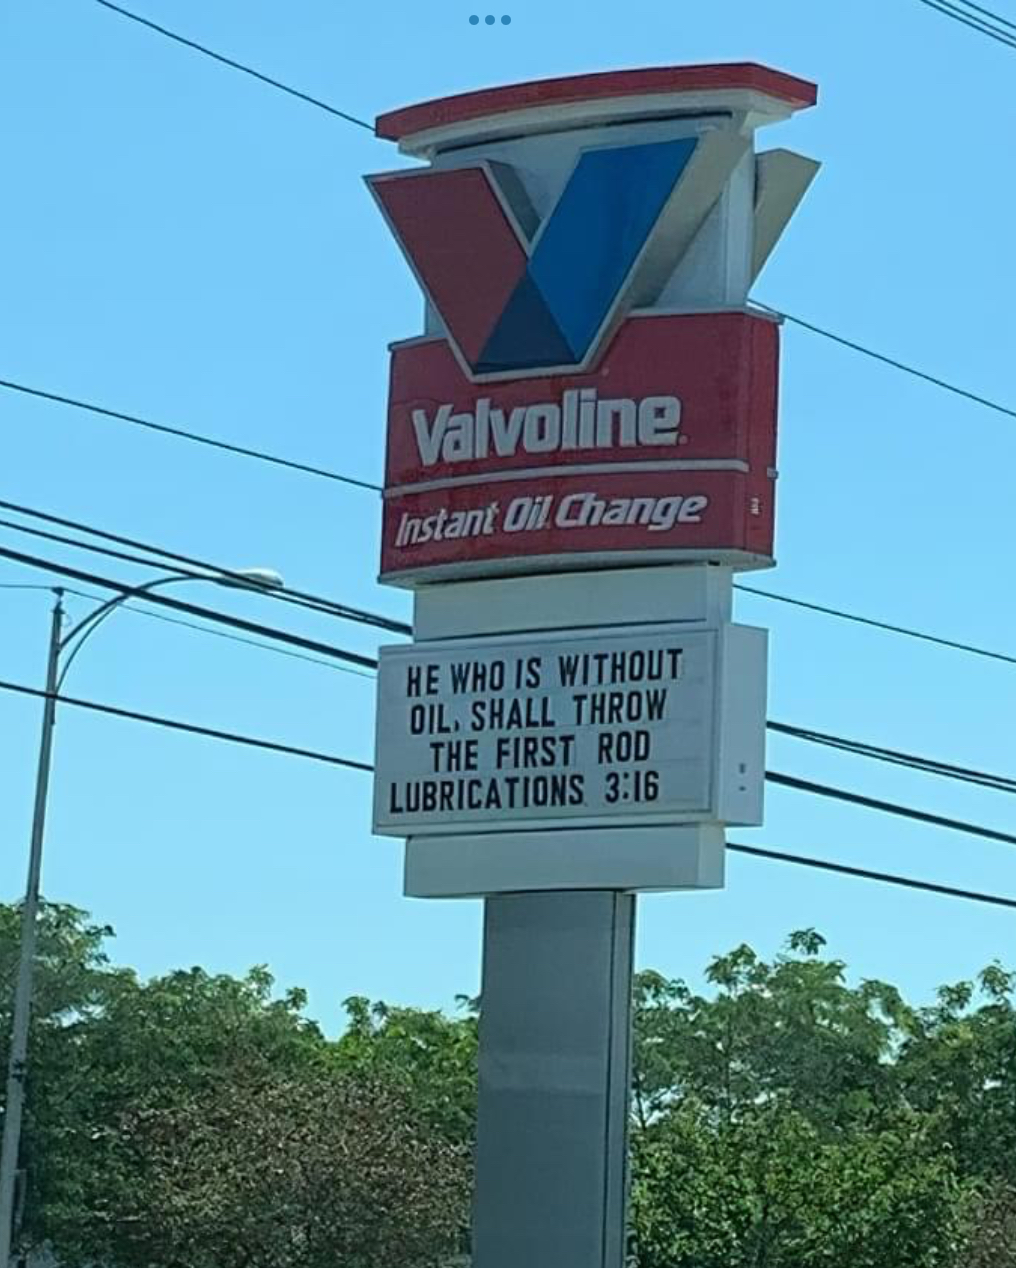 Valvoline
Instant Oil Change
HE WHO IS WITHOUT
OIL, SHALL THROW
THE FIRST ROD
LUBRICATIONS 3:16